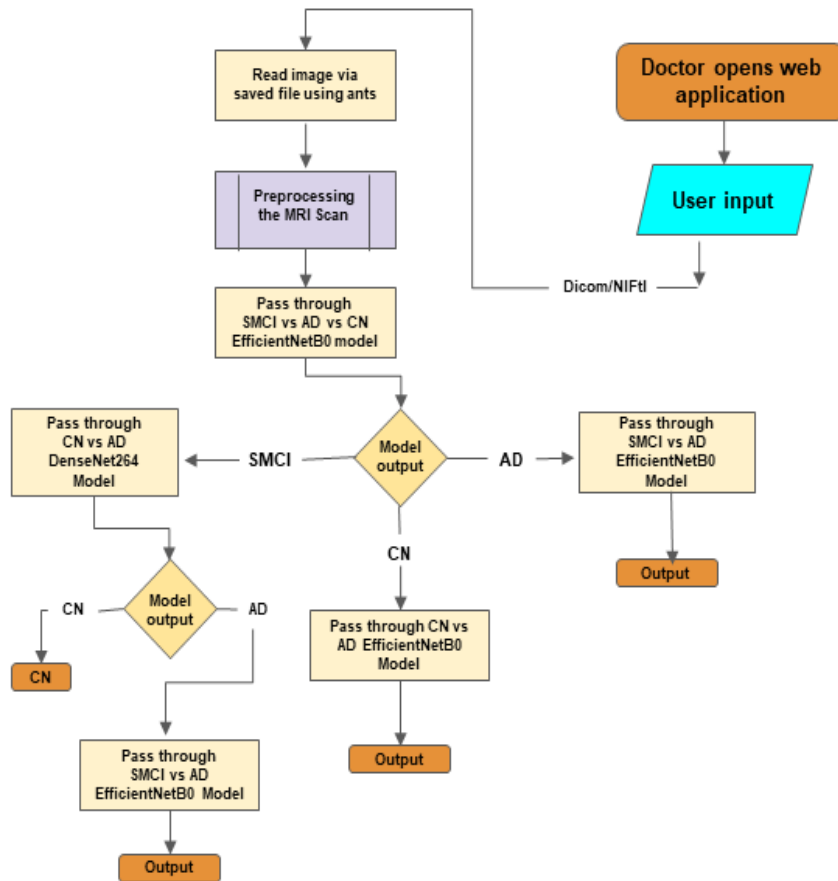 Doctor opens web
application
User input
Dicom/NIFtI
Read image via
saved file using ants
Preprocessing
the MRI Scan
Pass through
SMCI vs AD vs CN
EfficientNetB0 model
Model
output
SMCI
AD
CN
Pass through
CN vs AD
DenseNet264
Model
Model
output
CN
AD
CN
Pass through
SMCI vs AD
EfficientNetB0 Model
Output
Pass through CN vs
AD EfficientNetB0
Model
Output
Pass through
SMCI vs AD
EfficientNetB0
Model
Output